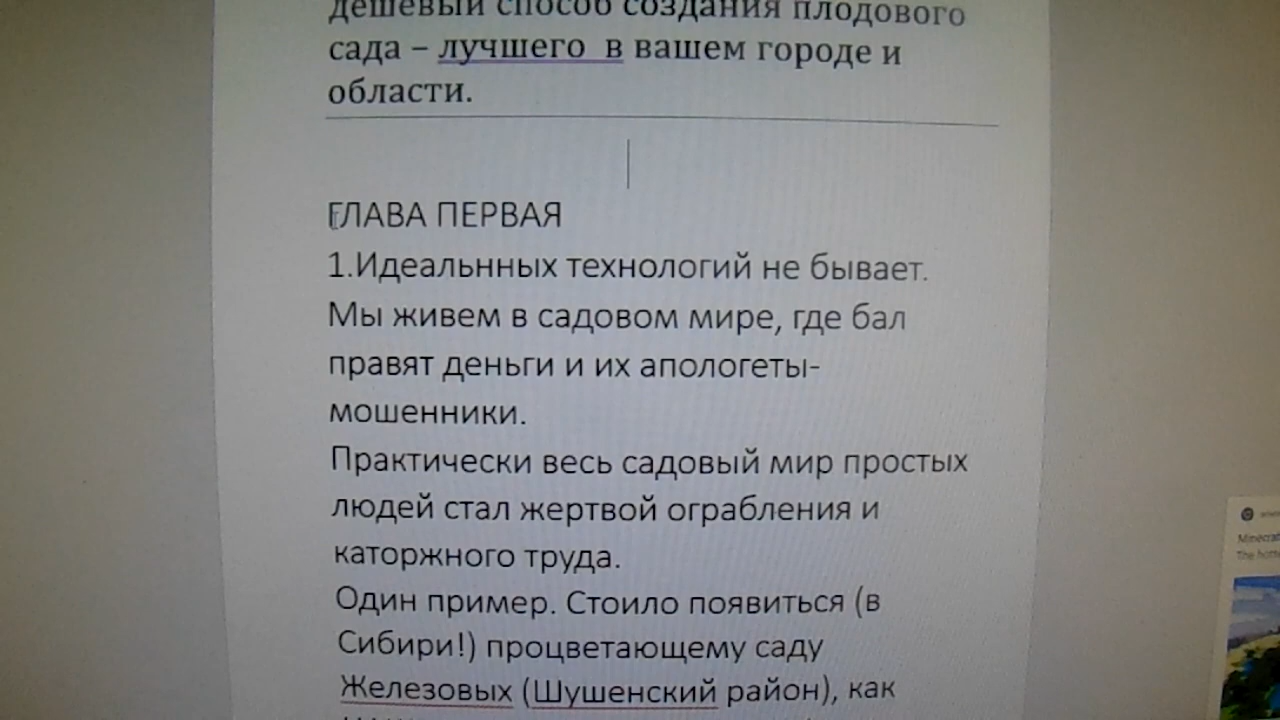 дешевый способ создания плодового
сада – лучшего в вашем городе и
области.
ГЛАВА ПЕРВАЯ
1.Идеальнных технологий не бывает.
Мы живем в садовом мире, где бал
правят деньги и их апологеты-
мошенники.
Практически весь садовый мир простых
людей стал жертвой ограбления и
каторжного труда.
Один пример. Стоило появиться (в
Сибири!) процветающему саду
Железовых (Шушенский район), как